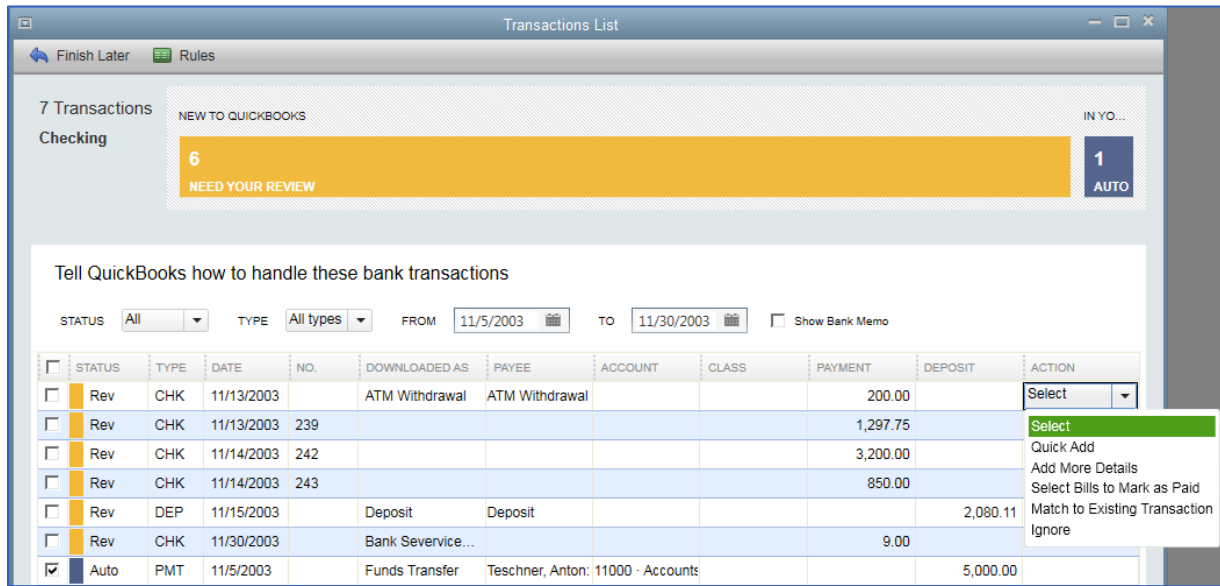 Transactions List
Finish Later Rules
7 Transactions
Checking
NEW TO QUICKBOOKS IN YO...
6 1
NEED YOUR REVIEW AUTO
Tell QuickBooks how to handle these bank transactions
STATUS All TYPE All types FROM 11/5/2003 TO 11/30/2003 Show Bank Memo
STATUS TYPE DATE NO. DOWNLOADED AS PAYEE ACCOUNT CLASS PAYMENT DEPOSIT ACTION
Rev CHK 11/13/2003 ATM Withdrawal ATM Withdrawal 200.00 Select
Rev CHK 11/13/2003 239 1,297.75 Select
Rev CHK 11/14/2003 242 3,200.00 Quick Add
Add More Details
Rev CHK 11/14/2003 243 850.00 Select Bills to Mark as Paid
Rev DEP 11/15/2003 Deposit Deposit 2,080.11 Match to Existing Transaction
Rev CHK 11/30/2003 Bank Severvice... 9.00 Ignore
Auto PMT 11/5/2003 Funds Transfer Teschner, Anton: 11000 · Accounts 5,000.00